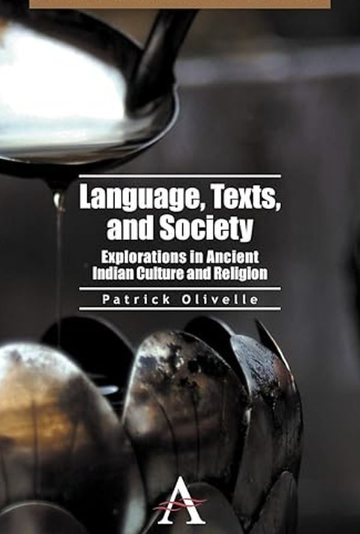 Language, Texts,
and Society
Explorations in Ancient
Indian Culture and Religion
Patrick Olivelle
A